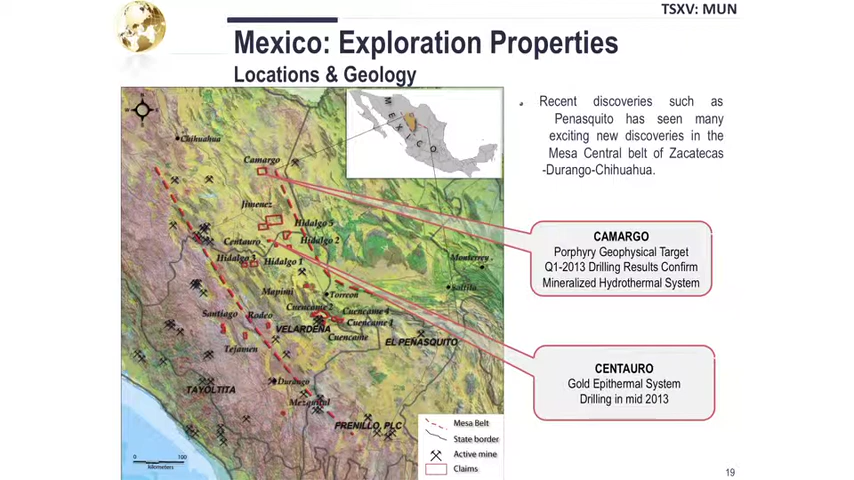 TSXV: MUN
Mexico: Exploration Properties
Locations & Geology
Recent discoveries such as
Penasquito has seen many
exciting new discoveries in the
Mesa Central belt of Zacatecas
-Durango-Chihuahua.
N
MEXICO
Chihuahua
Camargo
Jimenez
Hidalgo 5
Centauro
Hidalgo 2
Hidalgo 3
Hidalgo 1
Monterrey
Mapimi
Torreon
Saltillo
Cuencame 2
Cuencame 4
Santiago
Rodeo
Cuencame 1
VELARDEÑA
Cuencame
EL PEÑASQUITO
Tejamen
TAYOLTITA
Durango
Mezquital
FRENILLO, PLC
0 100
kilometers
Mesa Belt
State border
Active mine
Claims
CAMARGO
Porphyry Geophysical Target
Q1-2013 Drilling Results Confirm
Mineralized Hydrothermal System
CENTAURO
Gold Epithermal System
Drilling in mid 2013
19